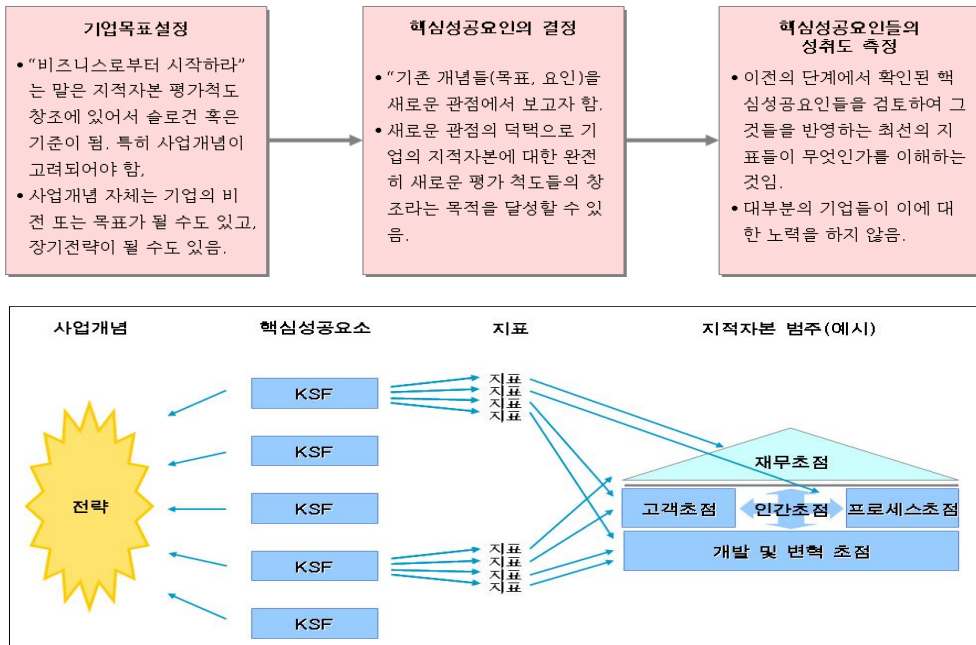 기업목표설정
• “비즈니스로부터 시작하라”
는 말은 지적자본 평가척도
창조에 있어서 슬로건 혹은
기준이 됨. 특히 사업개념이
고려되어야 함,
• 사업개념 자체는 기업의 비
전 또는 목표가 될 수도 있고,
장기전략이 될 수도 있음.
핵심성공요인의 결정
• “기존 개념들(목표, 요인)을
새로운 관점에서 보고자 함.
• 새로운 관점의 덕택으로 기
업의 지적자본에 대한 완전
히 새로운 평가 척도들의 창
조라는 목적을 달성할 수 있
음.
핵심성공요인들의
성취도 측정
• 이전의 단계에서 확인된 핵
심성공요인들을 검토하여 그
것들을 반영하는 최선의 지
표들이 무엇인가를 이해하는
것임.
• 대부분의 기업들이 이에 대
한 노력을 하지 않음.
사업개념
핵심성공요소
지표
지적자본 범주(예시)
전략
KSF
KSF
KSF
KSF
KSF
지표
지표
지표
지표
지표
지표
지표
지표
재무초점
고객초점
인간초점
프로세스초점
개발 및 변혁 초점